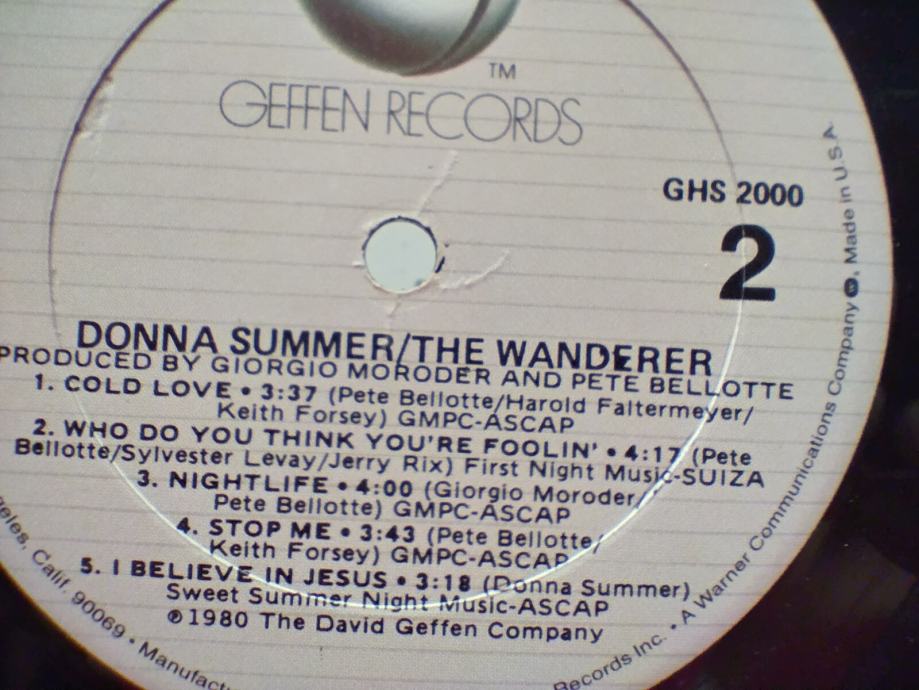 TM
GEFFEN RECORDS
GHS 2000
2
DONNA SUMMER/THE WANDERER
PRODUCED BY GIORGIO MORODER AND PETE BELLOTTE
1. COLD LOVE • 3:37 (Pete Bellotte/Harold Faltermeyer/
Keith Forsey) GMPC-ASCAP
2. WHO DO YOU THINK YOU'RE FOOLIN' • 4:17 (Pete
Bellotte/Sylvester Levay/Jerry Rix) First Night Music-SUIZA
3. NIGHTLIFE • 4:00 (Giorgio Moroder/
Pete Bellotte) GMPC-ASCAP
4. STOP ME • 3:43 (Pete Bellotte/
Keith Forsey) GMPC-ASCAP
5. I BELIEVE IN JESUS • 3:18 (Donna Summer)
Sweet Summer Night Music-ASCAP
℗ 1980 The David Geffen Company
eles, Calif. 90069 • Manufact
Records Inc. • A Warner Communications Company, Made in U.S.A.